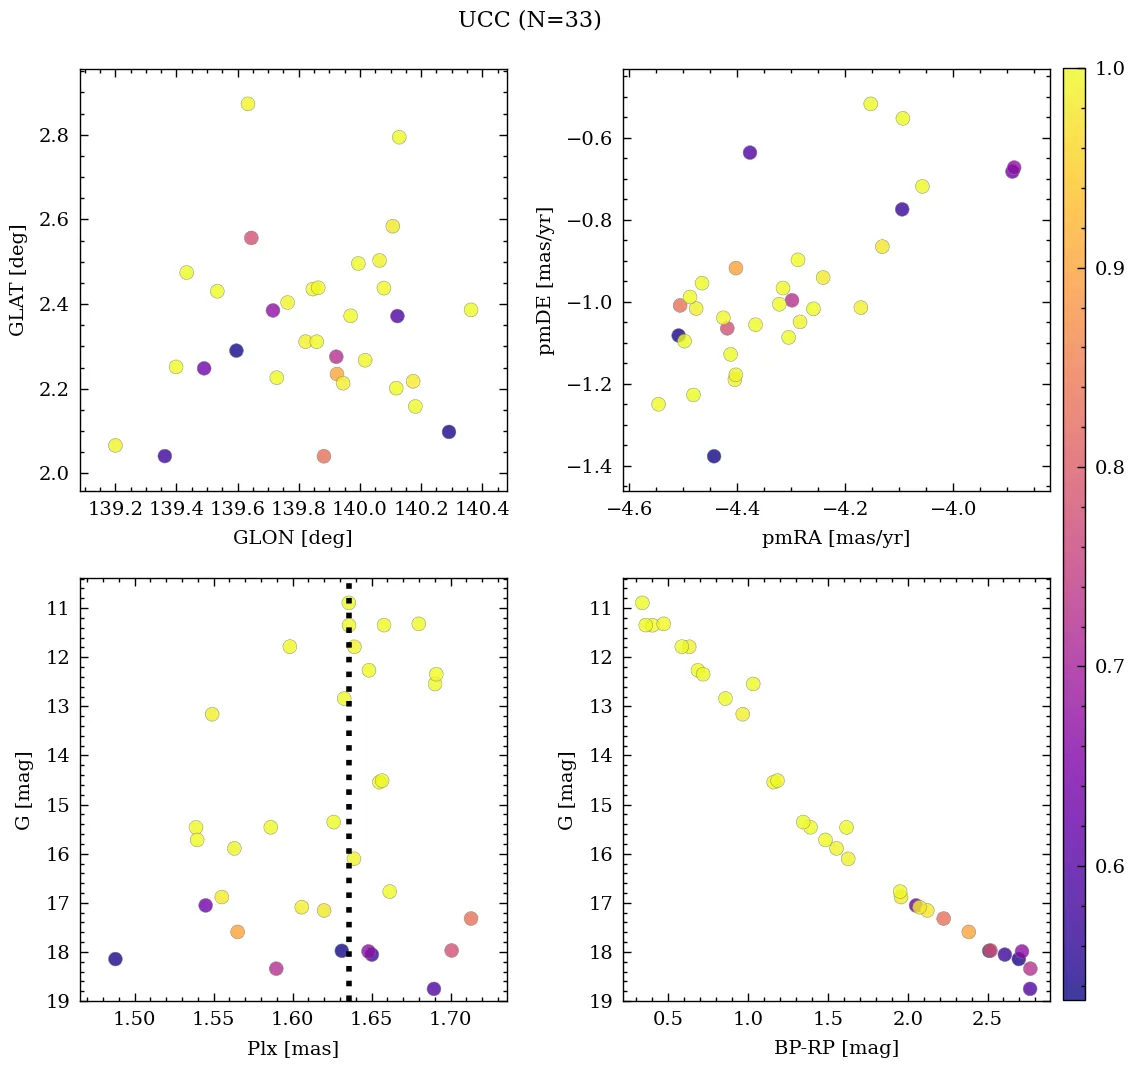 UCC (N=33)
2.8
2.6
2.4
2.2
2.0
GLAT [deg]
139.2 139.4 139.6 139.8 140.0 140.2 140.4
GLON [deg]
−0.6
−0.8
−1.0
−1.2
−1.4
pmDE [mas/yr]
−4.6 −4.4 −4.2 −4.0
pmRA [mas/yr]
1.0
0.9
0.8
0.7
0.6
11
12
13
14
15
16
17
18
19
G [mag]
1.50 1.55 1.60 1.65 1.70
Plx [mas]
11
12
13
14
15
16
17
18
19
G [mag]
0.5 1.0 1.5 2.0 2.5
BP-RP [mag]